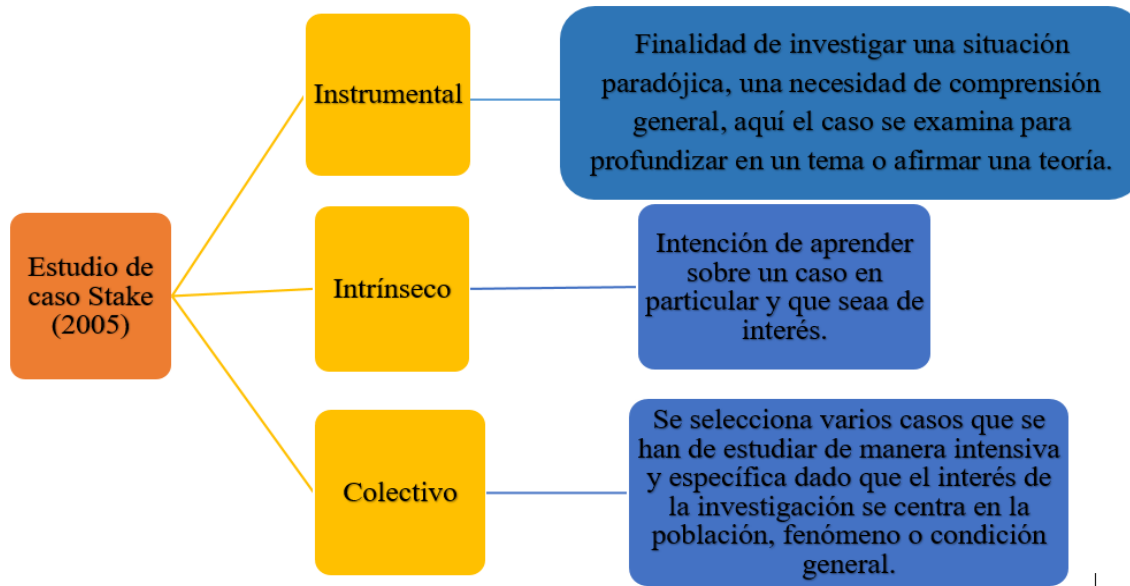 Estudio de
caso Stake
(2005)
Instrumental
Finalidad de investigar una situación
paradójica, una necesidad de comprensión
general, aquí el caso se examina para
profundizar en un tema o afirmar una teoría.
Intrínseco
Intención de aprender
sobre un caso en
particular y que seaa de
interés.
Colectivo
Se selecciona varios casos que se
han de estudiar de manera intensiva
y específica dado que el interés de
la investigación se centra en la
población, fenómeno o condición
general.